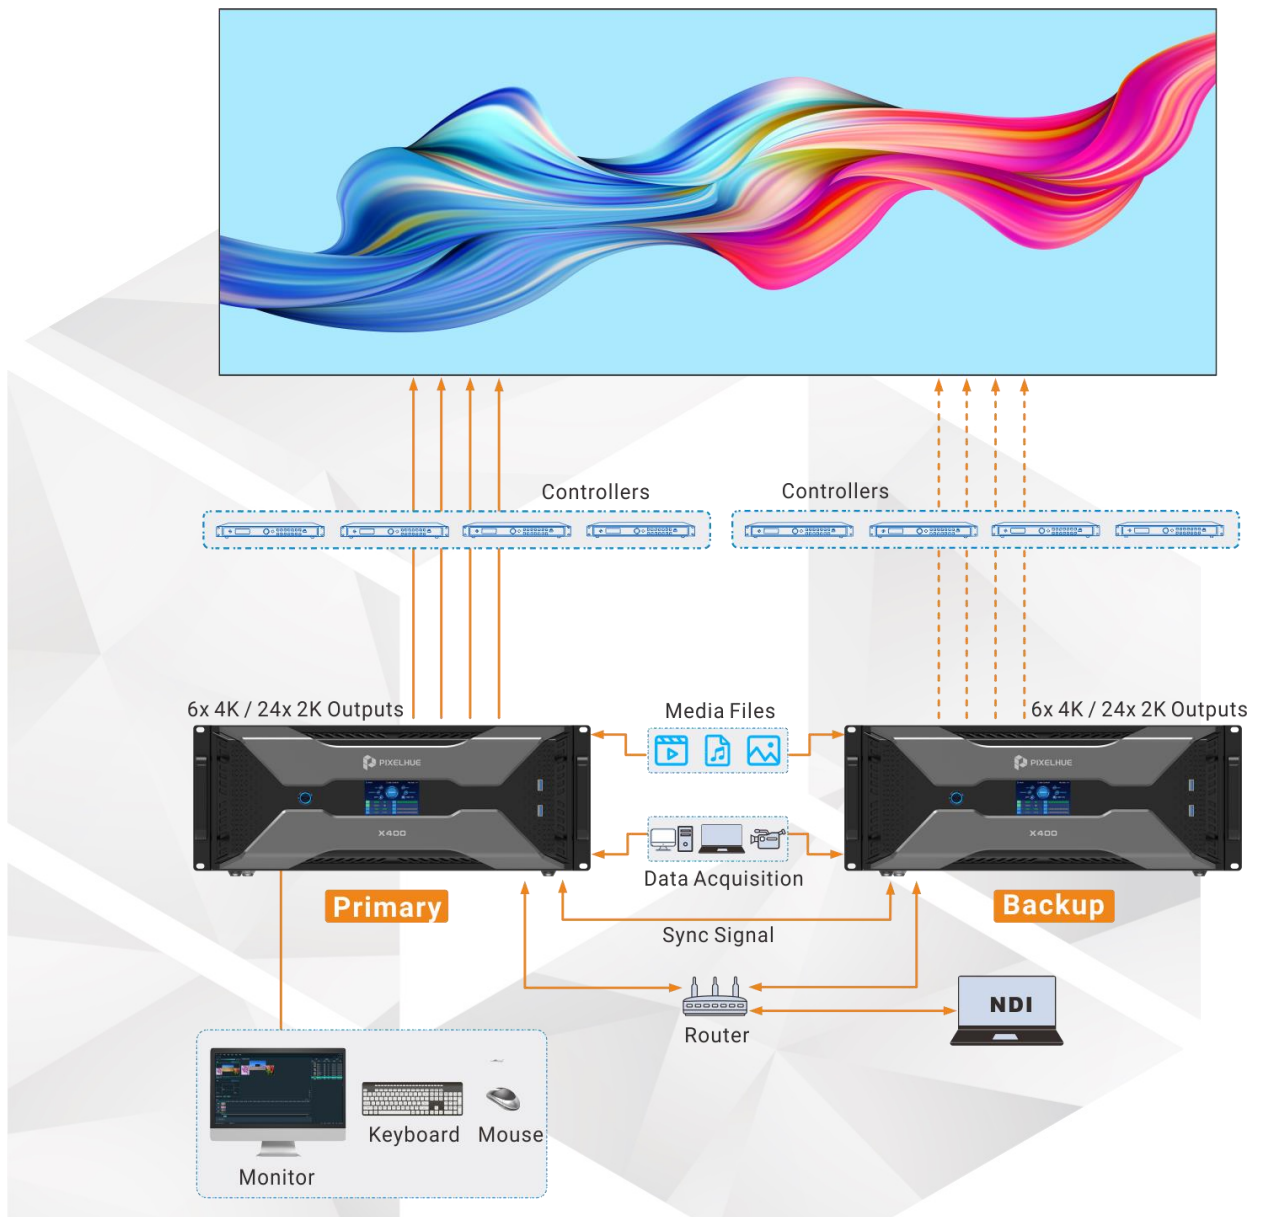 Controllers
Controllers
6x 4K / 24x 2K Outputs
Media Files
6x 4K / 24x 2K Outputs
PIXELHUE
PIXELHUE
X400
X400
Data Acquisition
Primary
Backup
Sync Signal
NDI
Router
Keyboard
Mouse
Monitor